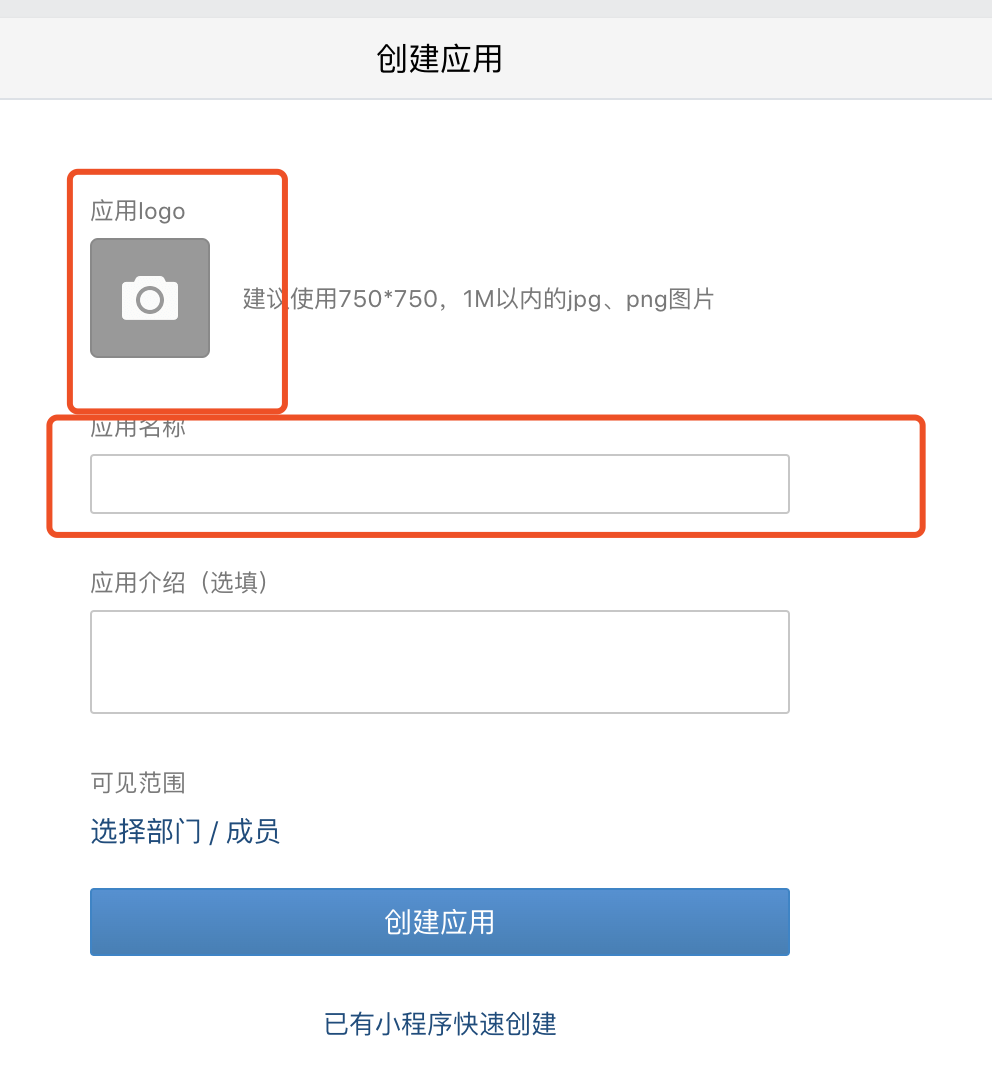 创建应用
应用logo
建议使用750*750，1M以内的jpg、png图片
应用名称
应用介绍（选填）
可见范围
选择部门 / 成员
创建应用
已有小程序快速创建